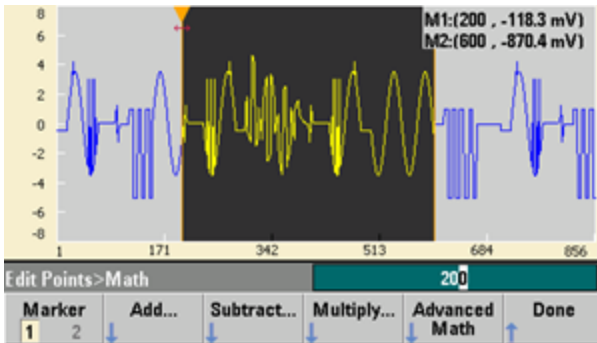 M1:(200 , -118.3 mV)
M2:(600 , -870.4 mV)
8
6
4
2
0
-2
-4
-6
-8
1 171 342 513 684 856
Edit Points>Math 200
Marker Add... Subtract... Multiply... Advanced Math Done
1 2